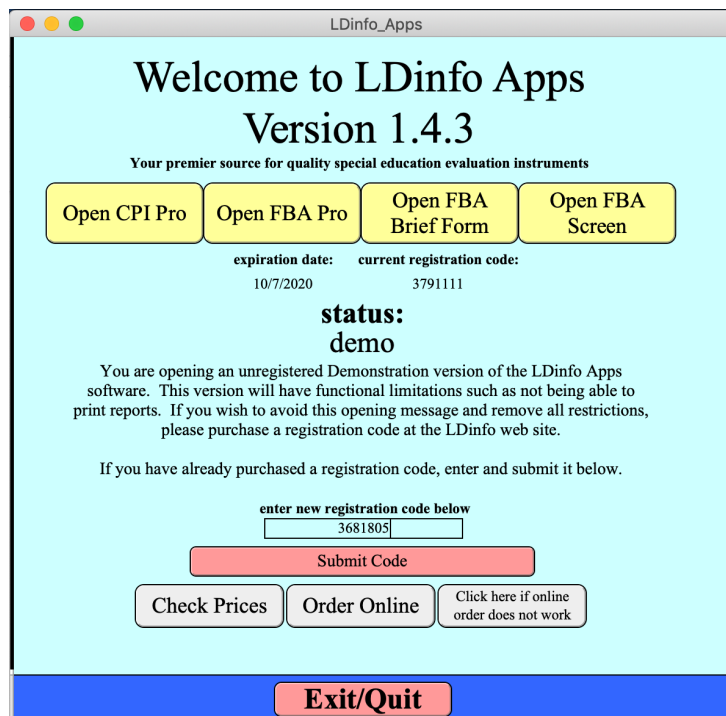 LDinfo_Apps
Welcome to LDinfo Apps
Version 1.4.3
Your premier source for quality special education evaluation instruments
Open CPI Pro
Open FBA Pro
Open FBA
Brief Form
Open FBA
Screen
expiration date:
current registration code:
10/7/2020
3791111
status:
demo
You are opening an unregistered Demonstration version of the LDinfo Apps
software. This version will have functional limitations such as not being able to
print reports. If you wish to avoid this opening message and remove all restrictions,
please purchase a registration code at the LDinfo web site.
If you have already purchased a registration code, enter and submit it below.
enter new registration code below
3681805
Submit Code
Check Prices
Order Online
Click here if online
order does not work
Exit/Quit